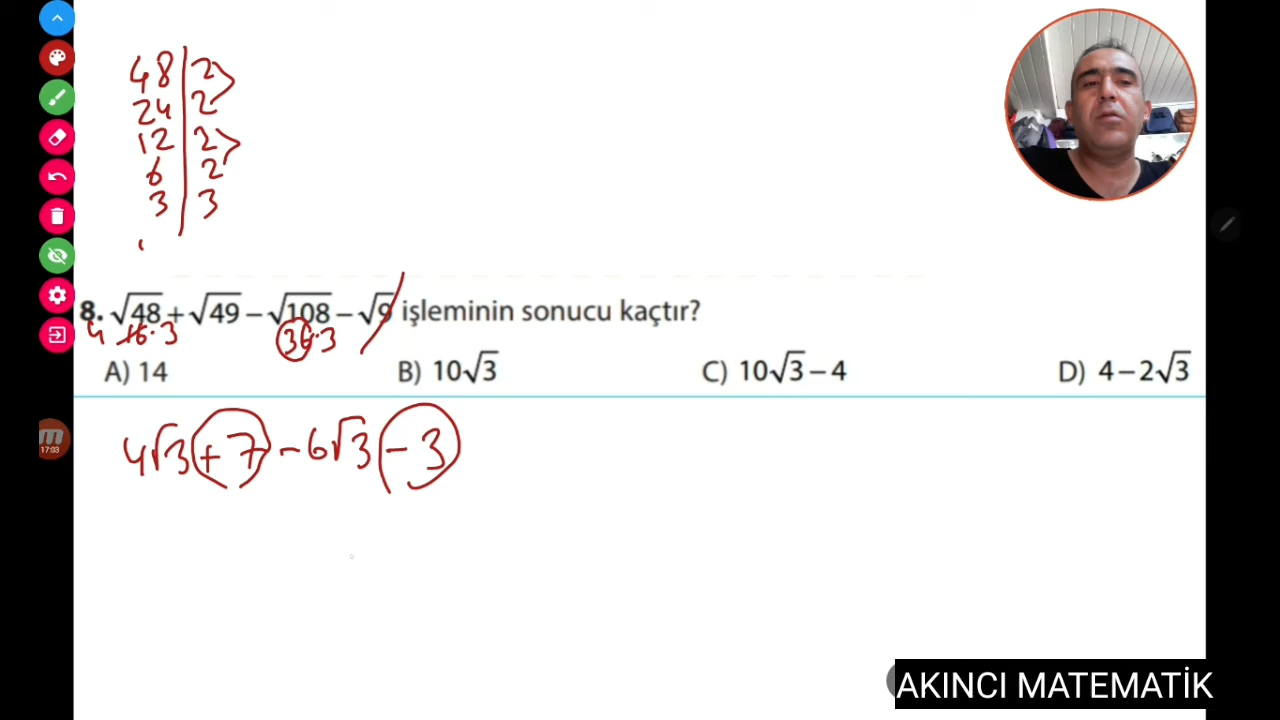 48 | 2
24 | 2
12 | 2
6 | 2
3 | 3
8. √48 + √49 − √108 − √9 işleminin sonucu kaçtır?
4 16·3 36·3
A) 14 B) 10√3 C) 10√3 − 4 D) 4 − 2√3
4√3 + 7 − 6√3 − 3
m
17:03
AKINCI MATEMATİK